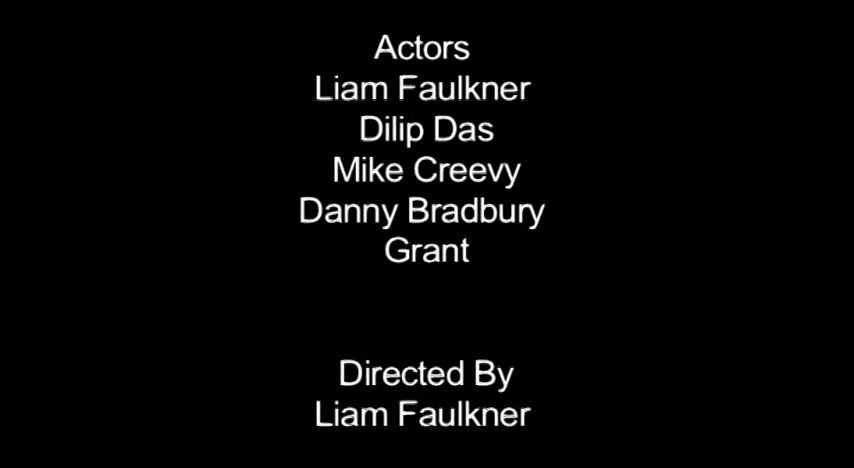 Actors
Liam Faulkner
Dilip Das
Mike Creevy
Danny Bradbury
Grant
Directed By
Liam Faulkner